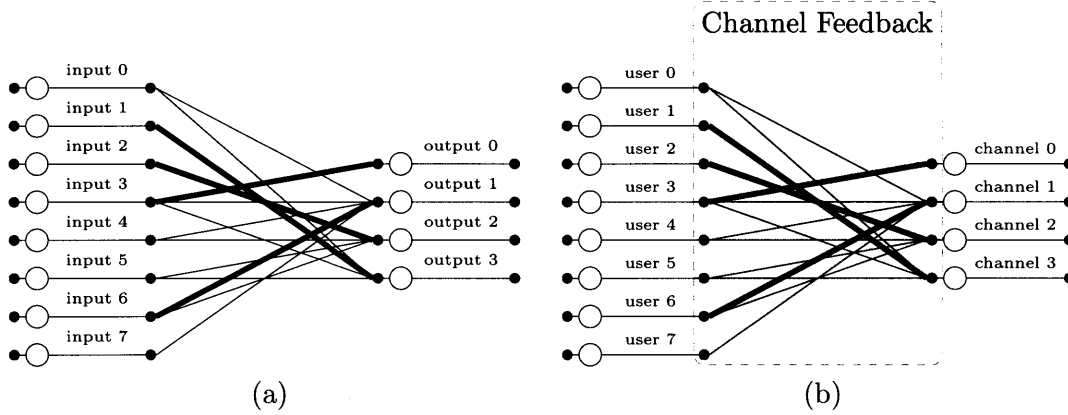 Channel Feedback
input 0
input 1
input 2
input 3
input 4
input 5
input 6
input 7
output 0
output 1
output 2
output 3
(a)
user 0
user 1
user 2
user 3
user 4
user 5
user 6
user 7
channel 0
channel 1
channel 2
channel 3
(b)